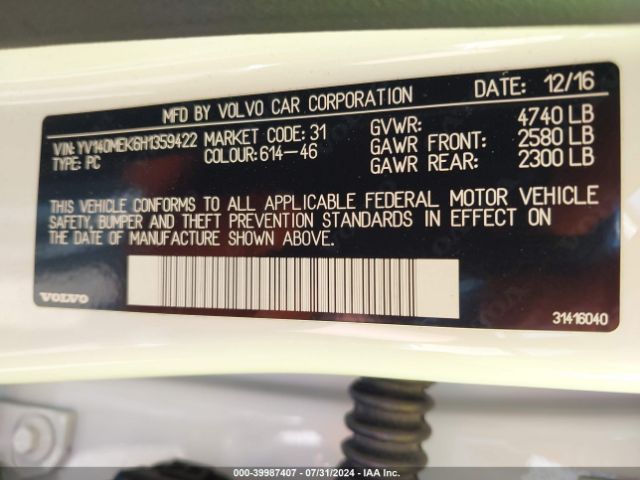 MFD BY VOLVO CAR CORPORATION DATE: 12/16
VIN: YV140MEK6H1359422 MARKET CODE: 31 GVWR: 4740 LB
TYPE: PC COLOUR: 614-46 GAWR FRONT: 2580 LB
GAWR REAR: 2300 LB
THIS VEHICLE CONFORMS TO ALL APPLICABLE FEDERAL MOTOR VEHICLE
SAFETY, BUMPER AND THEFT PREVENTION STANDARDS IN EFFECT ON
THE DATE OF MANUFACTURE SHOWN ABOVE.
VOLVO
31416040
000-39987407 - 07/31/2024 - IAA Inc.